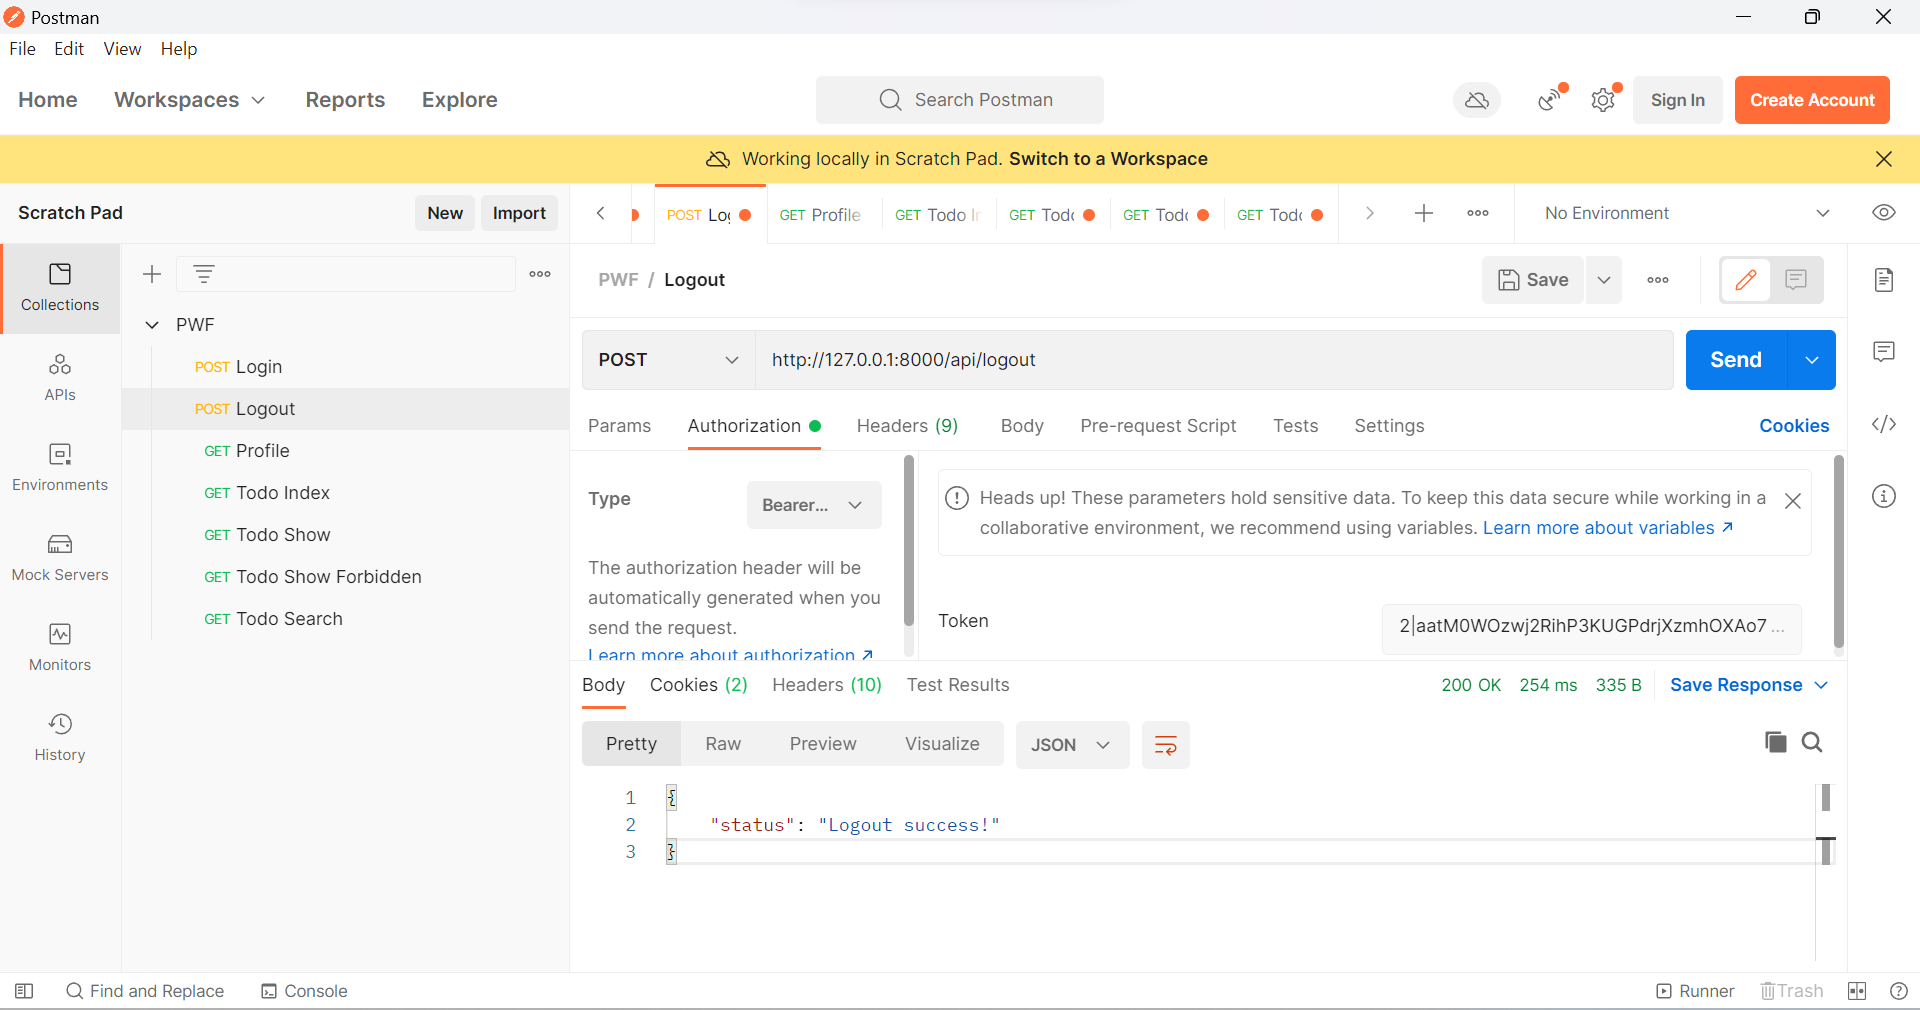 Postman
File Edit View Help
Home Workspaces Reports Explore
Search Postman
Sign In
Create Account
Working locally in Scratch Pad. Switch to a Workspace
Scratch Pad
New
Import
POST Log
GET Profile
GET Todo In
GET Todo
GET Todo
GET Todo
No Environment
Collections
APIs
Environments
Mock Servers
Monitors
History
PWF
POST Login
POST Logout
GET Profile
GET Todo Index
GET Todo Show
GET Todo Show Forbidden
GET Todo Search
PWF / Logout
Save
POST
http://127.0.0.1:8000/api/logout
Send
Params Authorization Headers (9) Body Pre-request Script Tests Settings Cookies
Type
Bearer...
The authorization header will be
automatically generated when you
send the request.
Learn more about authorization ↗
Heads up! These parameters hold sensitive data. To keep this data secure while working in a
collaborative environment, we recommend using variables. Learn more about variables ↗
Token
2|aatM0WOzwj2RihP3KUGPdrjXzmhOXAo7 ...
Body Cookies (2) Headers (10) Test Results
200 OK 254 ms 335 B Save Response
Pretty Raw Preview Visualize JSON
1 {
2 "status": "Logout success!"
3 }
Find and Replace Console
Runner Trash